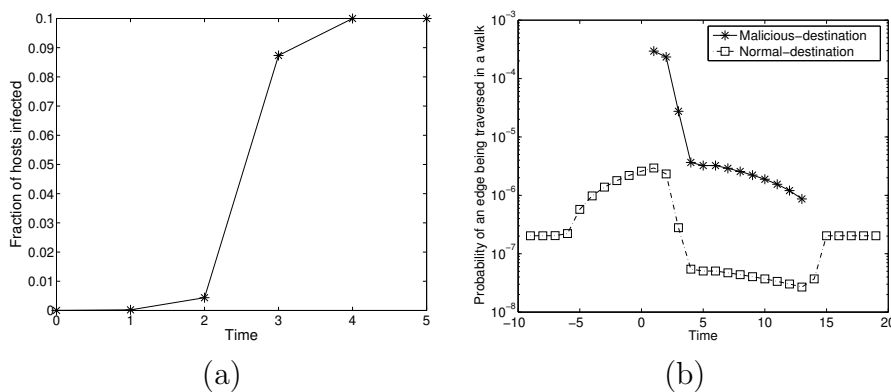 0.1
0.09
0.08
0.07
0.06
0.05
0.04
0.03
0.02
0.01
0
0 1 2 3 4 5
Time
Fraction of hosts infected
(a)
10⁻³
10⁻⁴
10⁻⁵
10⁻⁶
10⁻⁷
10⁻⁸
−10 −5 0 5 10 15 20
Time
Probability of an edge being traversed in a walk
Malicious−destination
Normal−destination
(b)